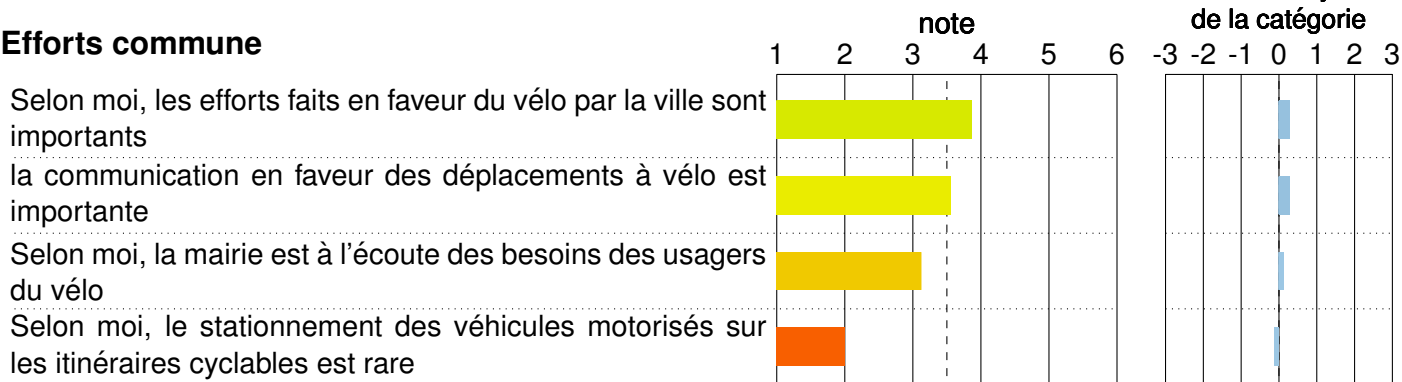 note
de la catégorie
Efforts commune
1 2 3 4 5 6
-3 -2 -1 0 1 2 3
Selon moi, les efforts faits en faveur du vélo par la ville sont
importants
la communication en faveur des déplacements à vélo est
importante
Selon moi, la mairie est à l'écoute des besoins des usagers
du vélo
Selon moi, le stationnement des véhicules motorisés sur
les itinéraires cyclables est rare